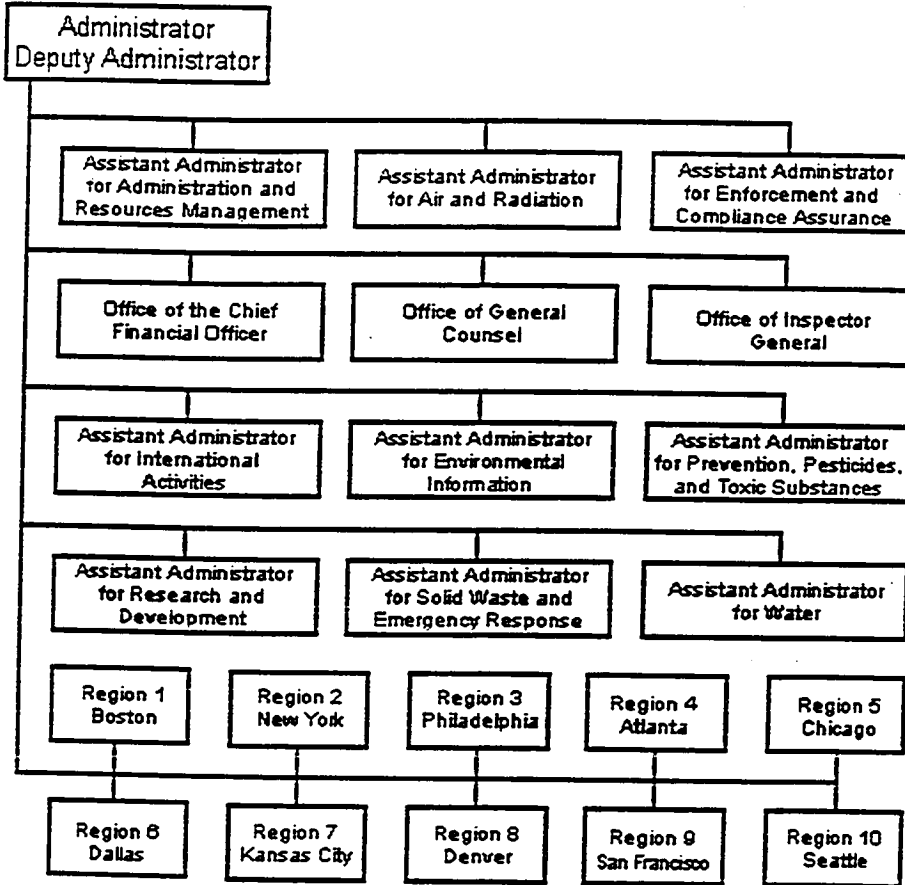 Administrator
Deputy Administrator
Assistant Administrator
for Administration and
Resources Management
Assistant Administrator
for Air and Radiation
Assistant Administrator
for Enforcement and
Compliance Assurance
Office of the Chief
Financial Officer
Office of General
Counsel
Office of Inspector
General
Assistant Administrator
for International
Activities
Assistant Administrator
for Environmental
Information
Assistant Administrator
for Prevention, Pesticides,
and Toxic Substances
Assistant Administrator
for Research and
Development
Assistant Administrator
for Solid Waste and
Emergency Response
Assistant Administrator
for Water
Region 1
Boston
Region 2
New York
Region 3
Philadelphia
Region 4
Atlanta
Region 5
Chicago
Region 6
Dallas
Region 7
Kansas City
Region 8
Denver
Region 9
San Francisco
Region 10
Seattle